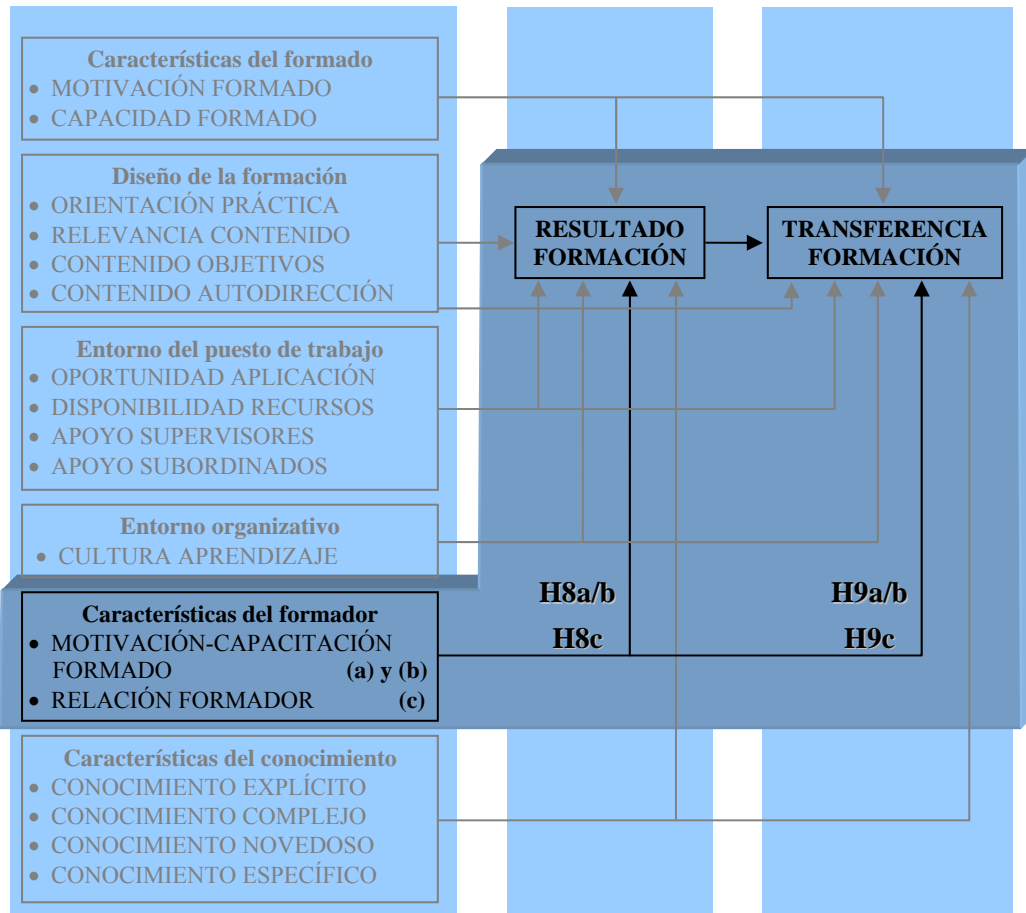 Características del formado
• MOTIVACIÓN FORMADO
• CAPACIDAD FORMADO
Diseño de la formación
• ORIENTACIÓN PRÁCTICA
• RELEVANCIA CONTENIDO
• CONTENIDO OBJETIVOS
• CONTENIDO AUTODIRECCIÓN
RESULTADO
FORMACIÓN
TRANSFERENCIA
FORMACIÓN
Entorno del puesto de trabajo
• OPORTUNIDAD APLICACIÓN
• DISPONIBILIDAD RECURSOS
• APOYO SUPERVISORES
• APOYO SUBORDINADOS
Entorno organizativo
• CULTURA APRENDIZAJE
H8a/b
H8c
H9a/b
H9c
Características del formador
• MOTIVACIÓN-CAPACITACIÓN
FORMADO (a) y (b)
• RELACIÓN FORMADOR (c)
Características del conocimiento
• CONOCIMIENTO EXPLÍCITO
• CONOCIMIENTO COMPLEJO
• CONOCIMIENTO NOVEDOSO
• CONOCIMIENTO ESPECÍFICO